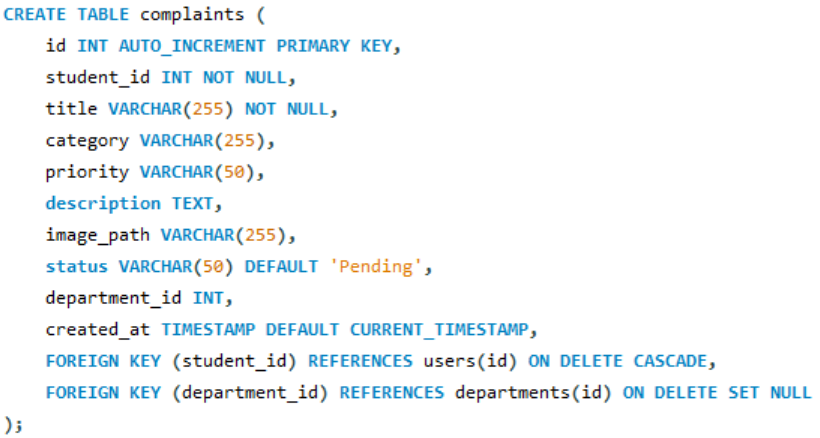 CREATE TABLE complaints (
    id INT AUTO_INCREMENT PRIMARY KEY,
    student_id INT NOT NULL,
    title VARCHAR(255) NOT NULL,
    category VARCHAR(255),
    priority VARCHAR(50),
    description TEXT,
    image_path VARCHAR(255),
    status VARCHAR(50) DEFAULT 'Pending',
    department_id INT,
    created_at TIMESTAMP DEFAULT CURRENT_TIMESTAMP,
    FOREIGN KEY (student_id) REFERENCES users(id) ON DELETE CASCADE,
    FOREIGN KEY (department_id) REFERENCES departments(id) ON DELETE SET NULL
);